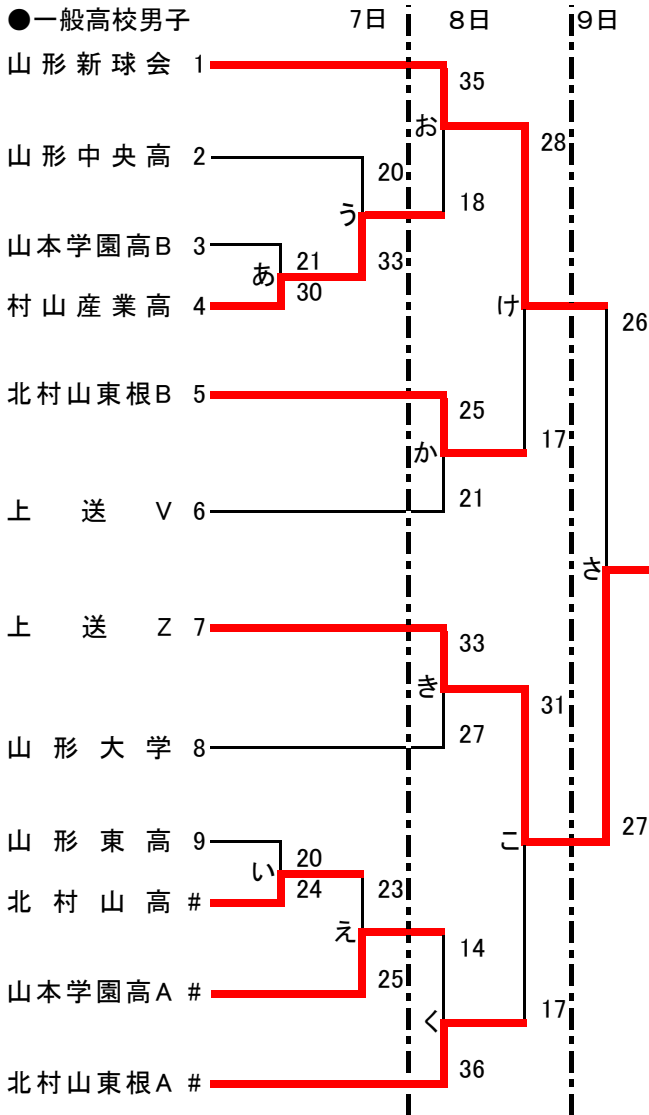 ●一般高校男子 7日 8日 9日
山形新球会 1
35
お 28
山形中央高 2
20
う 18
山本学園高B 3
あ 21 33
30
村山産業高 4 け
26
北村山東根B 5
25
か 17
21
上送V 6
さ
上送Z 7
33
き 31
27
山形大学 8
27
山形東高 9 こ
い 20
24 23
北村山高 #
え 14
25
山本学園高A #
17
く
36
北村山東根A #